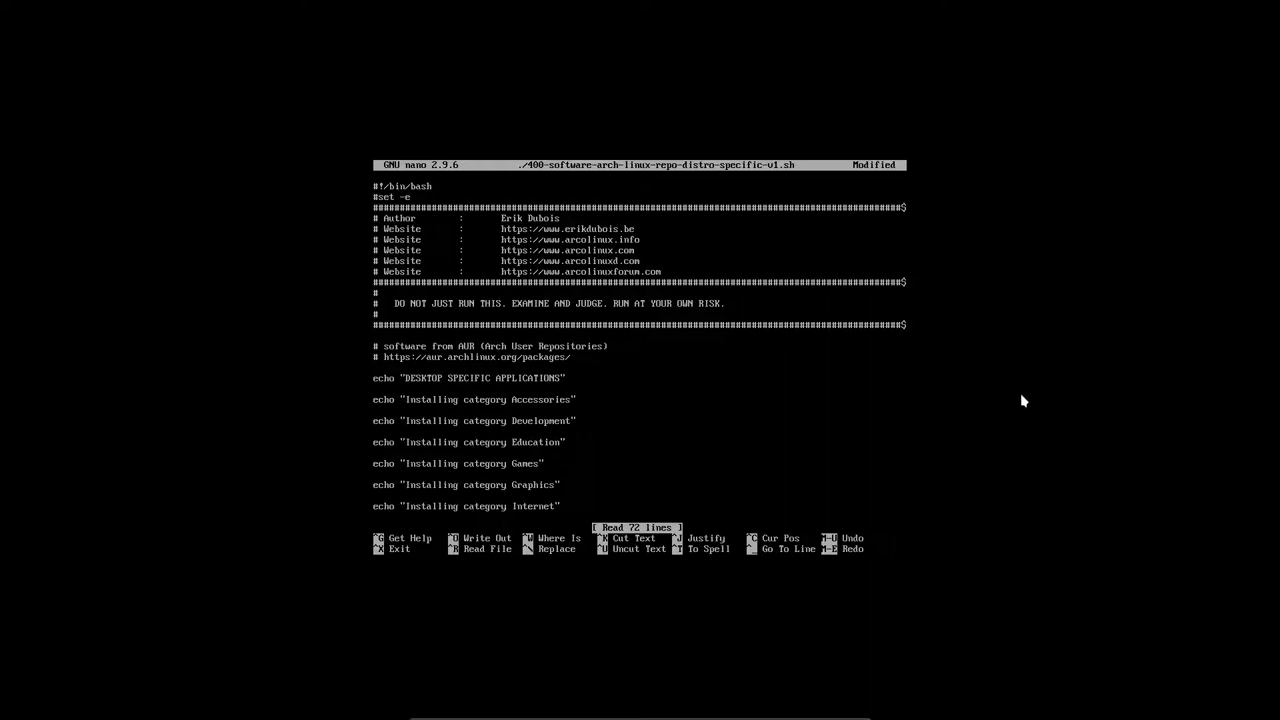 GNU nano 2.9.6 ./400-software-arch-linux-repo-distro-specific-v1.sh Modified
#!/bin/bash
#set -e
####################################################################################################$
# Author : Erik Dubois
# Website : https://www.erikdubois.be
# Website : https://www.arcolinux.info
# Website : https://www.arcolinux.com
# Website : https://www.arcolinuxd.com
# Website : https://www.arcolinuxforum.com
####################################################################################################$
#
# DO NOT JUST RUN THIS. EXAMINE AND JUDGE. RUN AT YOUR OWN RISK.
#
####################################################################################################$
# software from AUR (Arch User Repositories)
# https://aur.archlinux.org/packages/
echo "DESKTOP SPECIFIC APPLICATIONS"
echo "Installing category Accessories"
echo "Installing category Development"
echo "Installing category Education"
echo "Installing category Games"
echo "Installing category Graphics"
echo "Installing category Internet"
[ Read 72 lines ]
^G Get Help ^O Write Out ^W Where Is ^K Cut Text ^J Justify ^C Cur Pos M-U Undo
^X Exit ^R Read File ^\ Replace ^U Uncut Text ^T To Spell ^_ Go To Line M-E Redo